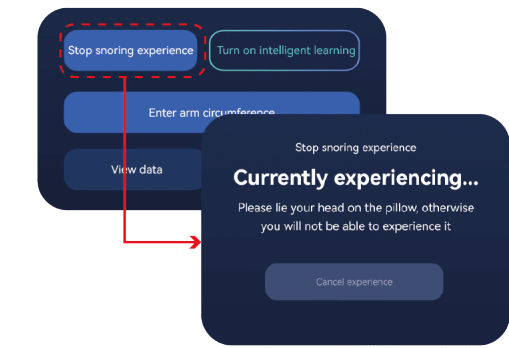 Stop snoring experience
Turn on intelligent learning
Enter arm circumference
View data
Stop snoring experience
Currently experiencing...
Please lie your head on the pillow, otherwise
you will not be able to experience it
Cancel experience